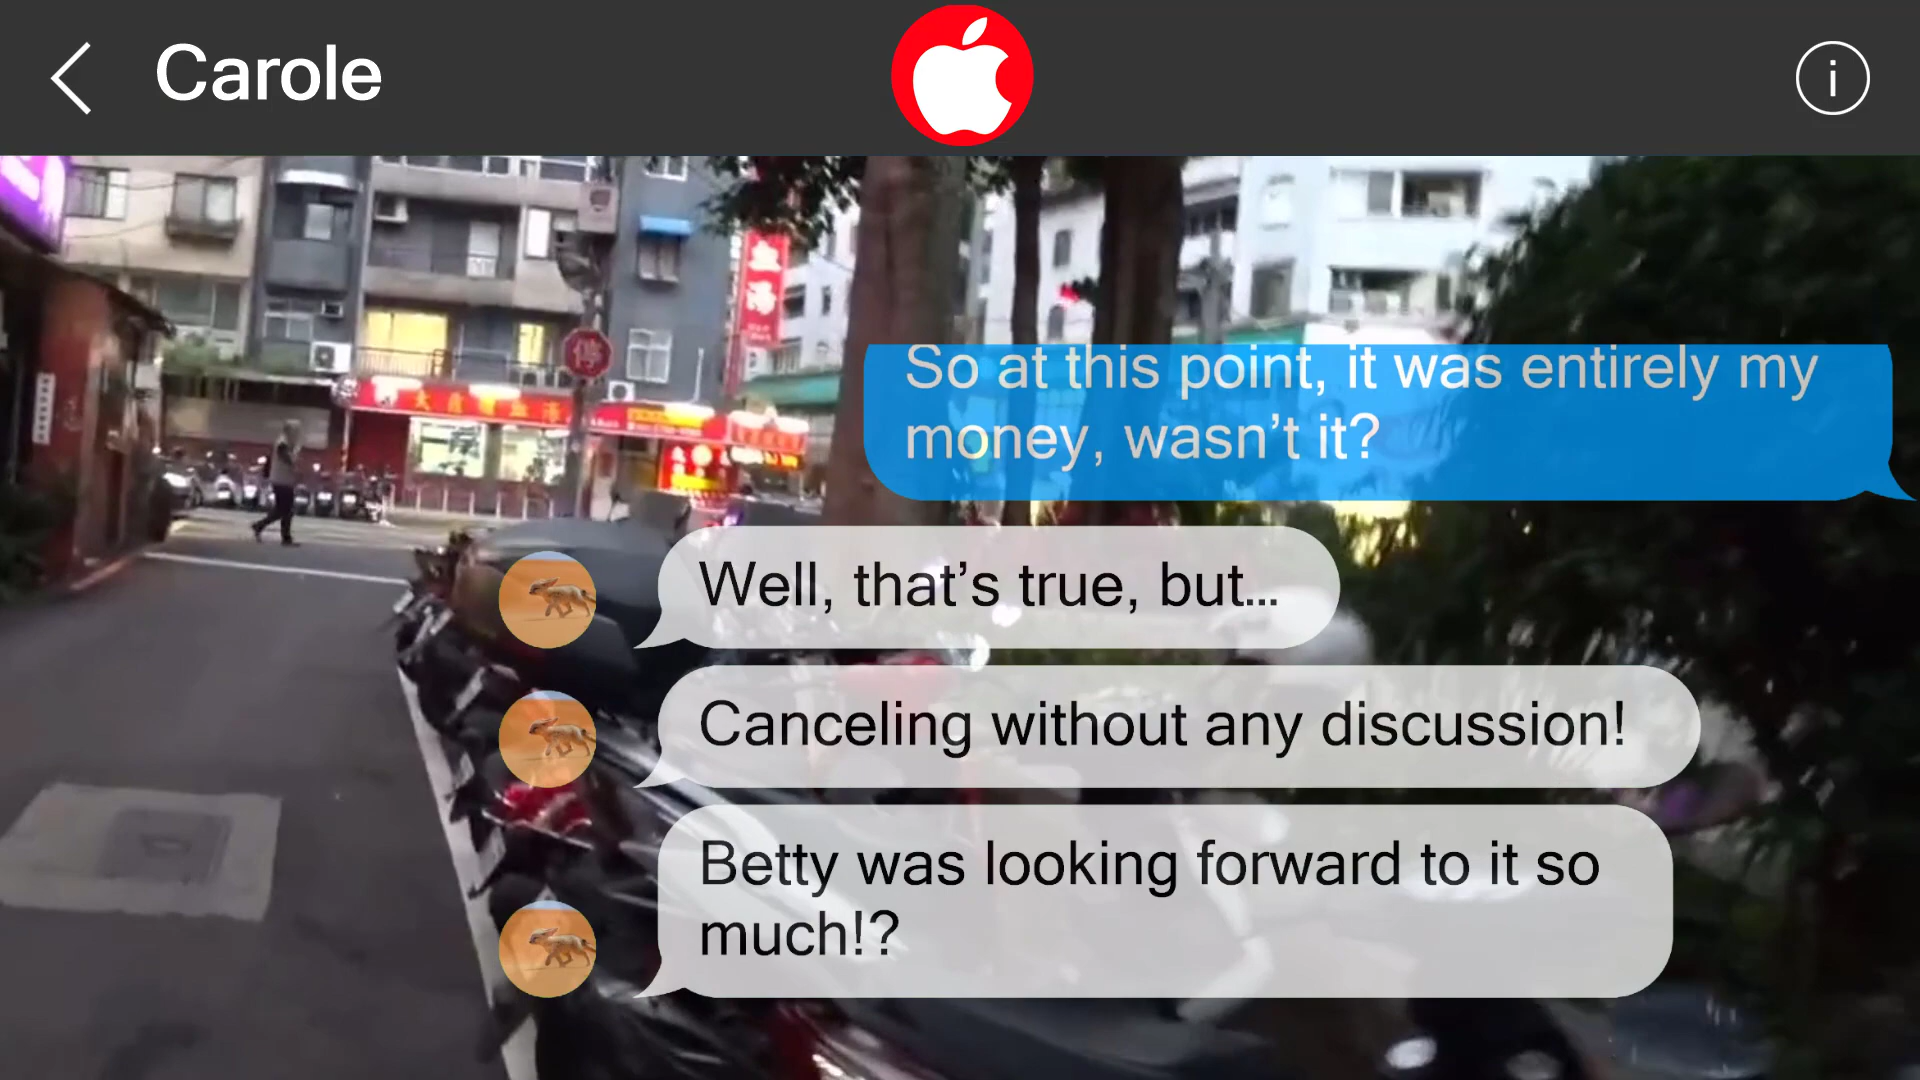 Carole
i
So at this point, it was entirely my
money, wasn’t it?
Well, that’s true, but...
Canceling without any discussion!
Betty was looking forward to it so
much!?
停